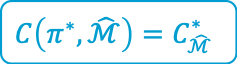 C(π*, ℳ̂) = C*_ℳ̂